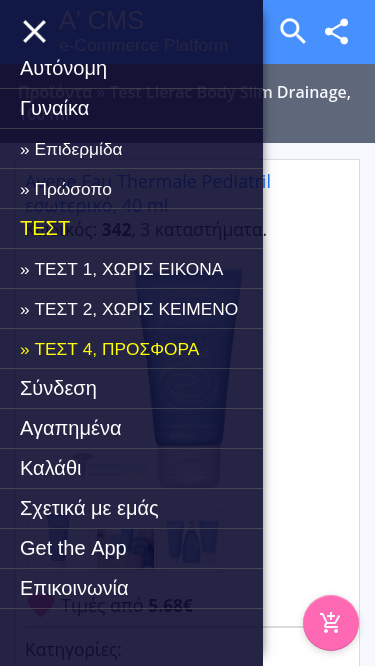 A' CMS
e-Commerce Platform
Αυτόνομη
Προϊόντα » Test Lierac Body Slim Drainage,
Γυναίκα
» Επιδερμίδα
Avene Eau Thermale Pediatril
» Πρόσωπο
εσωτερικό, 40 ml
ΤΕΣΤ
342, 3 καταστήματα.
» ΤΕΣΤ 1, ΧΩΡΙΣ ΕΙΚΟΝΑ
» ΤΕΣΤ 2, ΧΩΡΙΣ ΚΕΙΜΕΝΟ
» ΤΕΣΤ 4, ΠΡΟΣΦΟΡΑ
Σύνδεση
Αγαπημένα
Καλάθι
Σχετικά με εμάς
Get the App
Επικοινωνία
Τιμές από 5.68€
Κατηγορίες: